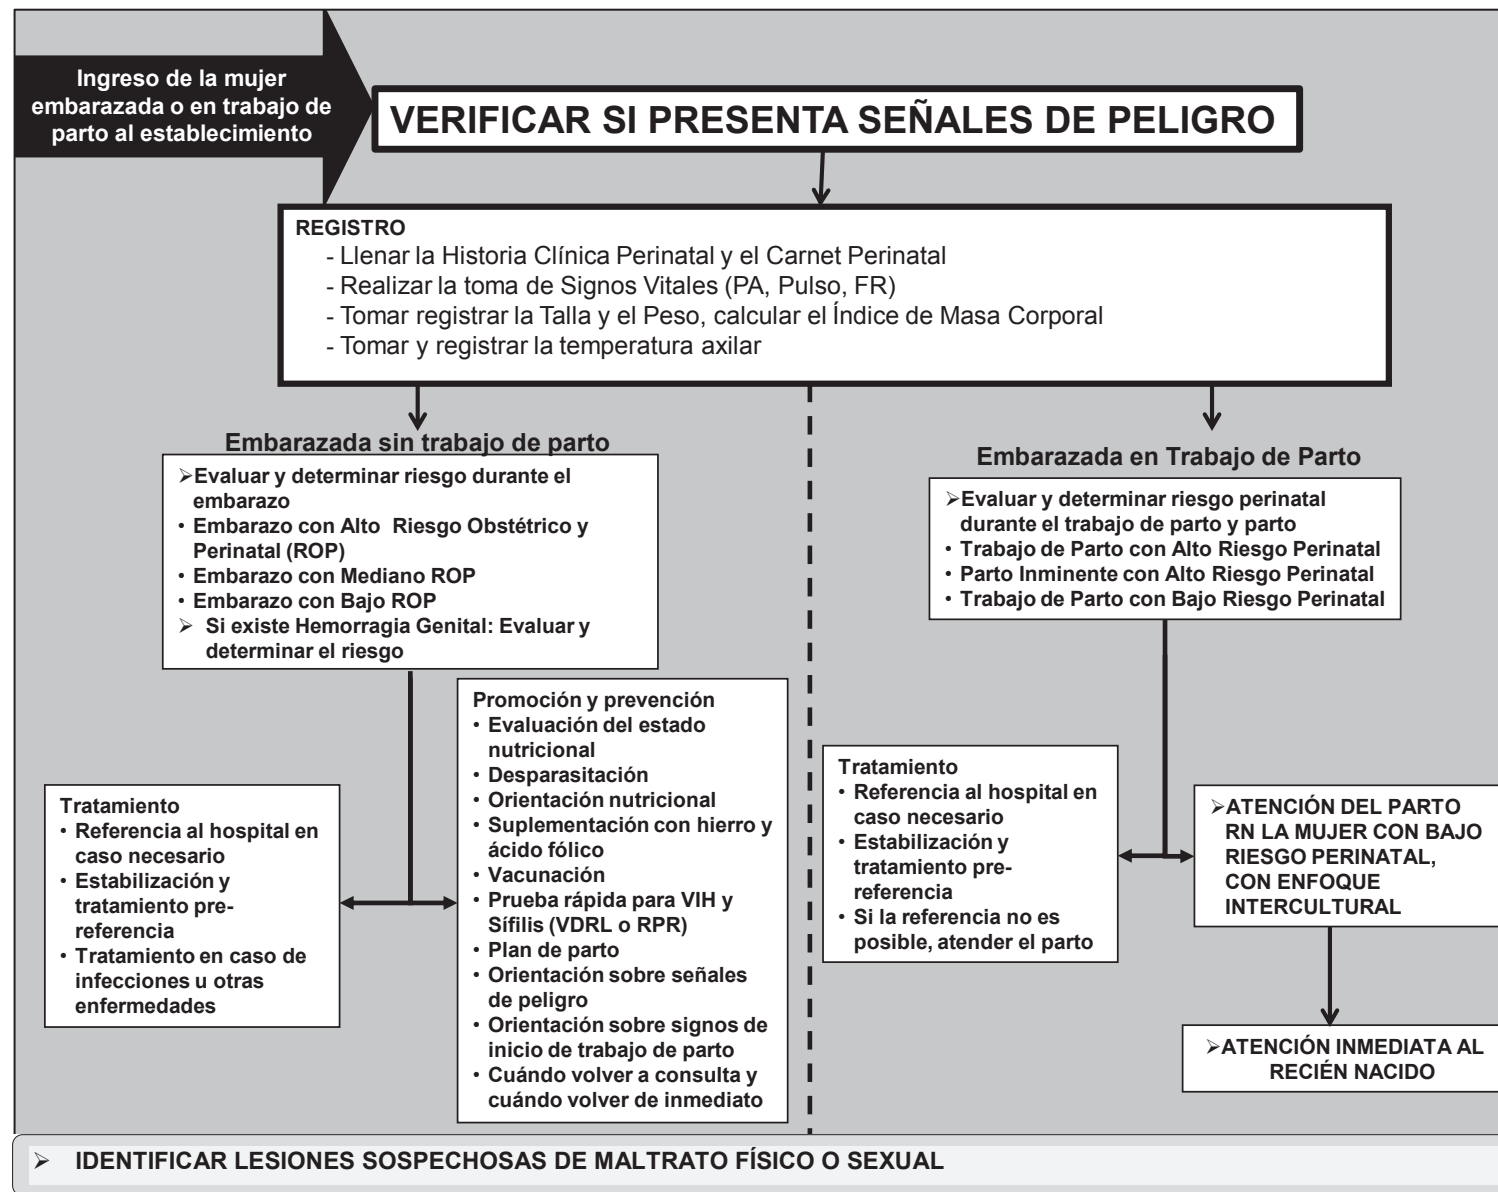 Ingreso de la mujer
embarazada o en trabajo de
parto al establecimiento
VERIFICAR SI PRESENTA SEÑALES DE PELIGRO
REGISTRO
- Llenar la Historia Clínica Perinatal y el Carnet Perinatal
- Realizar la toma de Signos Vitales (PA, Pulso, FR)
- Tomar registrar la Talla y el Peso, calcular el Índice de Masa Corporal
- Tomar y registrar la temperatura axilar
Embarazada sin trabajo de parto
➢Evaluar y determinar riesgo durante el
embarazo
• Embarazo con Alto Riesgo Obstétrico y
Perinatal (ROP)
• Embarazo con Mediano ROP
• Embarazo con Bajo ROP
➢ Si existe Hemorragia Genital: Evaluar y
determinar el riesgo
Tratamiento
• Referencia al hospital en
caso necesario
• Estabilización y
tratamiento pre-
referencia
• Tratamiento en caso de
infecciones u otras
enfermedades
Promoción y prevención
• Evaluación del estado
nutricional
• Desparasitación
• Orientación nutricional
• Suplementación con hierro y
ácido fólico
• Vacunación
• Prueba rápida para VIH y
Sífilis (VDRL o RPR)
• Plan de parto
• Orientación sobre señales
de peligro
• Orientación sobre signos de
inicio de trabajo de parto
• Cuándo volver a consulta y
cuándo volver de inmediato
Embarazada en Trabajo de Parto
➢Evaluar y determinar riesgo perinatal
durante el trabajo de parto y parto
• Trabajo de Parto con Alto Riesgo Perinatal
• Parto Inminente con Alto Riesgo Perinatal
• Trabajo de Parto con Bajo Riesgo Perinatal
Tratamiento
• Referencia al hospital en
caso necesario
• Estabilización y
tratamiento pre-
referencia
• Si la referencia no es
posible, atender el parto
➢ATENCIÓN DEL PARTO
RN LA MUJER CON BAJO
RIESGO PERINATAL,
CON ENFOQUE
INTERCULTURAL
➢ATENCIÓN INMEDIATA AL
RECIÉN NACIDO
➢ IDENTIFICAR LESIONES SOSPECHOSAS DE MALTRATO FÍSICO O SEXUAL